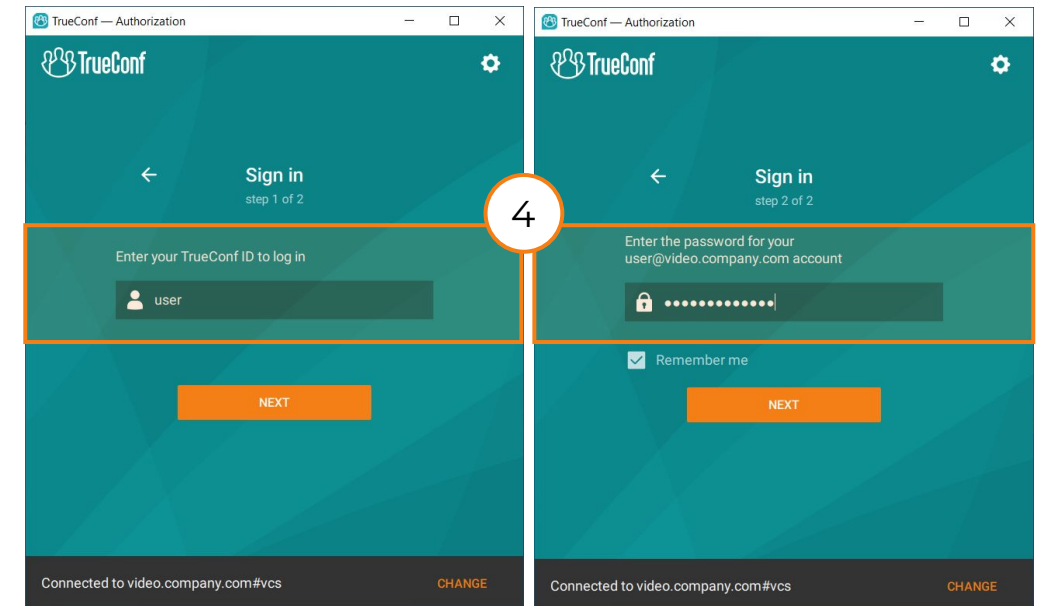 TrueConf — Authorization
TrueConf
Sign in
step 1 of 2
Enter your TrueConf ID to log in
user
NEXT
Connected to video.company.com#vcs CHANGE
4
TrueConf — Authorization
TrueConf
Sign in
step 2 of 2
Enter the password for your
user@video.company.com account
•••••••••••••
Remember me
NEXT
Connected to video.company.com#vcs CHANGE